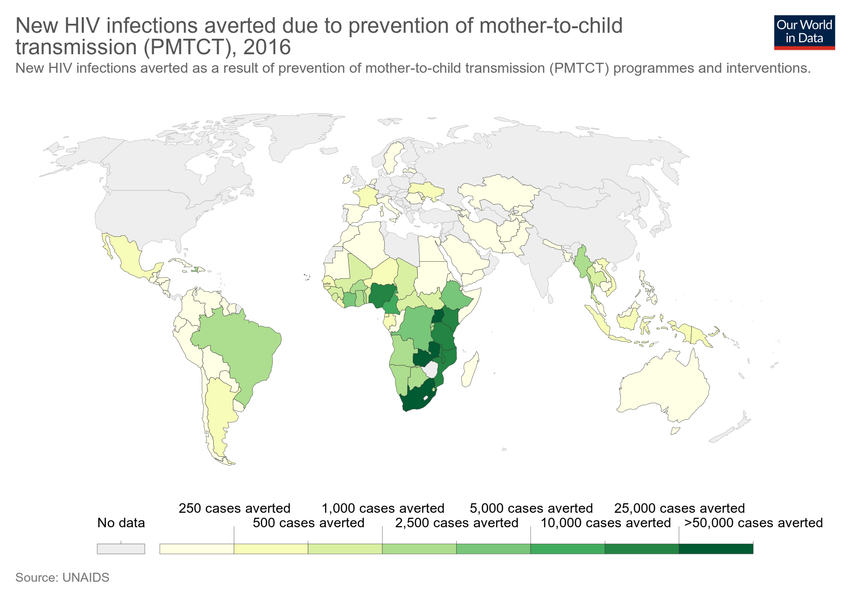 New HIV infections averted due to prevention of mother-to-child
transmission (PMTCT), 2016
Our World
in Data
New HIV infections averted as a result of prevention of mother-to-child transmission (PMTCT) programmes and interventions.
250 cases averted 1,000 cases averted 5,000 cases averted 25,000 cases averted
No data 500 cases averted 2,500 cases averted 10,000 cases averted >50,000 cases averted
Source: UNAIDS